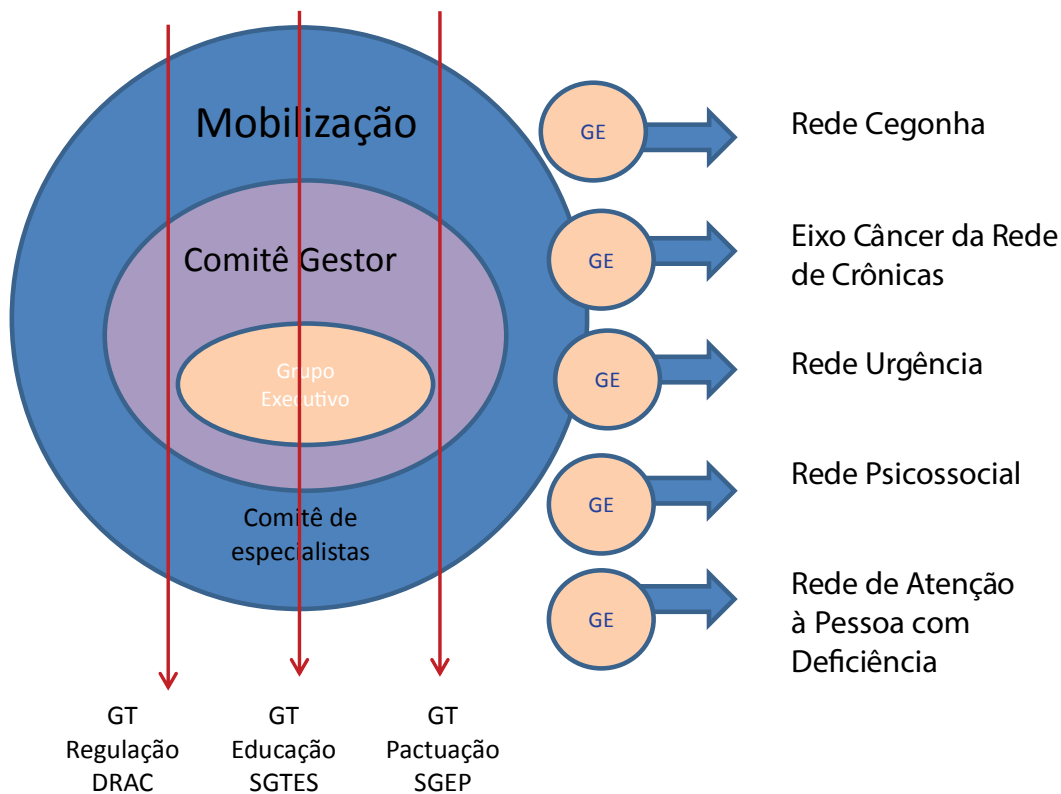 Mobilização
Comitê Gestor
Grupo
Executivo
Comitê de
especialistas
GE
Rede Cegonha
GE
Eixo Câncer da Rede
de Crônicas
GE
Rede Urgência
GE
Rede Psicossocial
GE
Rede de Atenção
à Pessoa com
Deficiência
GT
Regulação
DRAC
GT
Educação
SGTES
GT
Pactuação
SGEP